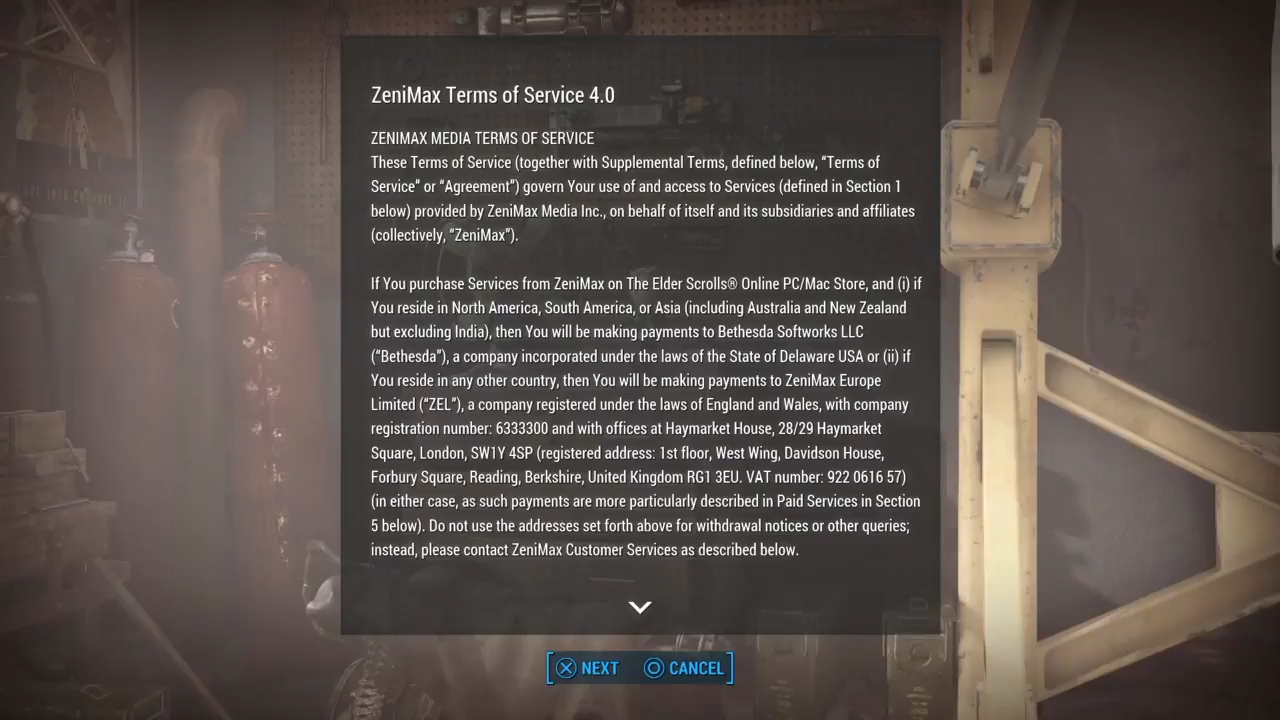 ZeniMax Terms of Service 4.0
ZENIMAX MEDIA TERMS OF SERVICE
These Terms of Service (together with Supplemental Terms, defined below, “Terms of
Service” or “Agreement”) govern Your use of and access to Services (defined in Section 1
below) provided by ZeniMax Media Inc., on behalf of itself and its subsidiaries and affiliates
(collectively, “ZeniMax”).
If You purchase Services from ZeniMax on The Elder Scrolls® Online PC/Mac Store, and (i) if
You reside in North America, South America, or Asia (including Australia and New Zealand
but excluding India), then You will be making payments to Bethesda Softworks LLC
(“Bethesda”), a company incorporated under the laws of the State of Delaware USA or (ii) if
You reside in any other country, then You will be making payments to ZeniMax Europe
Limited (“ZEL”), a company registered under the laws of England and Wales, with company
registration number: 6333300 and with offices at Haymarket House, 28/29 Haymarket
Square, London, SW1Y 4SP (registered address: 1st floor, West Wing, Davidson House,
Forbury Square, Reading, Berkshire, United Kingdom RG1 3EU. VAT number: 922 0616 57)
(in either case, as such payments are more particularly described in Paid Services in Section
5 below). Do not use the addresses set forth above for withdrawal notices or other queries;
instead, please contact ZeniMax Customer Services as described below.
NEXT CANCEL